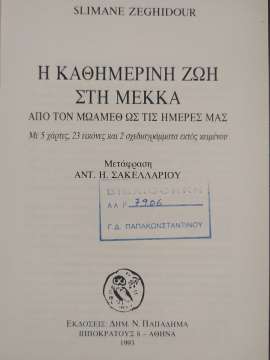 SLIMANE ZEGHIDOUR
Η ΚΑΘΗΜΕΡΙΝΗ ΖΩΗ
ΣΤΗ ΜΕΚΚΑ
ΑΠΟ ΤΟΝ ΜΩΑΜΕΘ ΩΣ ΤΙΣ ΗΜΕΡΕΣ ΜΑΣ
Με 5 χάρτες, 23 εικόνες και 2 σχεδιαγράμματα εκτός κειμένου
Μετάφραση
ΑΝΤ. Η. ΣΑΚΕΛΛΑΡΙΟΥ
ΒΙΒΛΙΟΘΗΚΗ
Α Α Ρ 7906
Γ.Δ. ΠΑΠΑΚΩΝΣΤΑΝΤΙΝΟΥ
ΕΚΔΟΣΕΙΣ: ΔΗΜ. Ν. ΠΑΠΑΔΗΜΑ
ΙΠΠΟΚΡΑΤΟΥΣ 8 – ΑΘΗΝΑ
1993